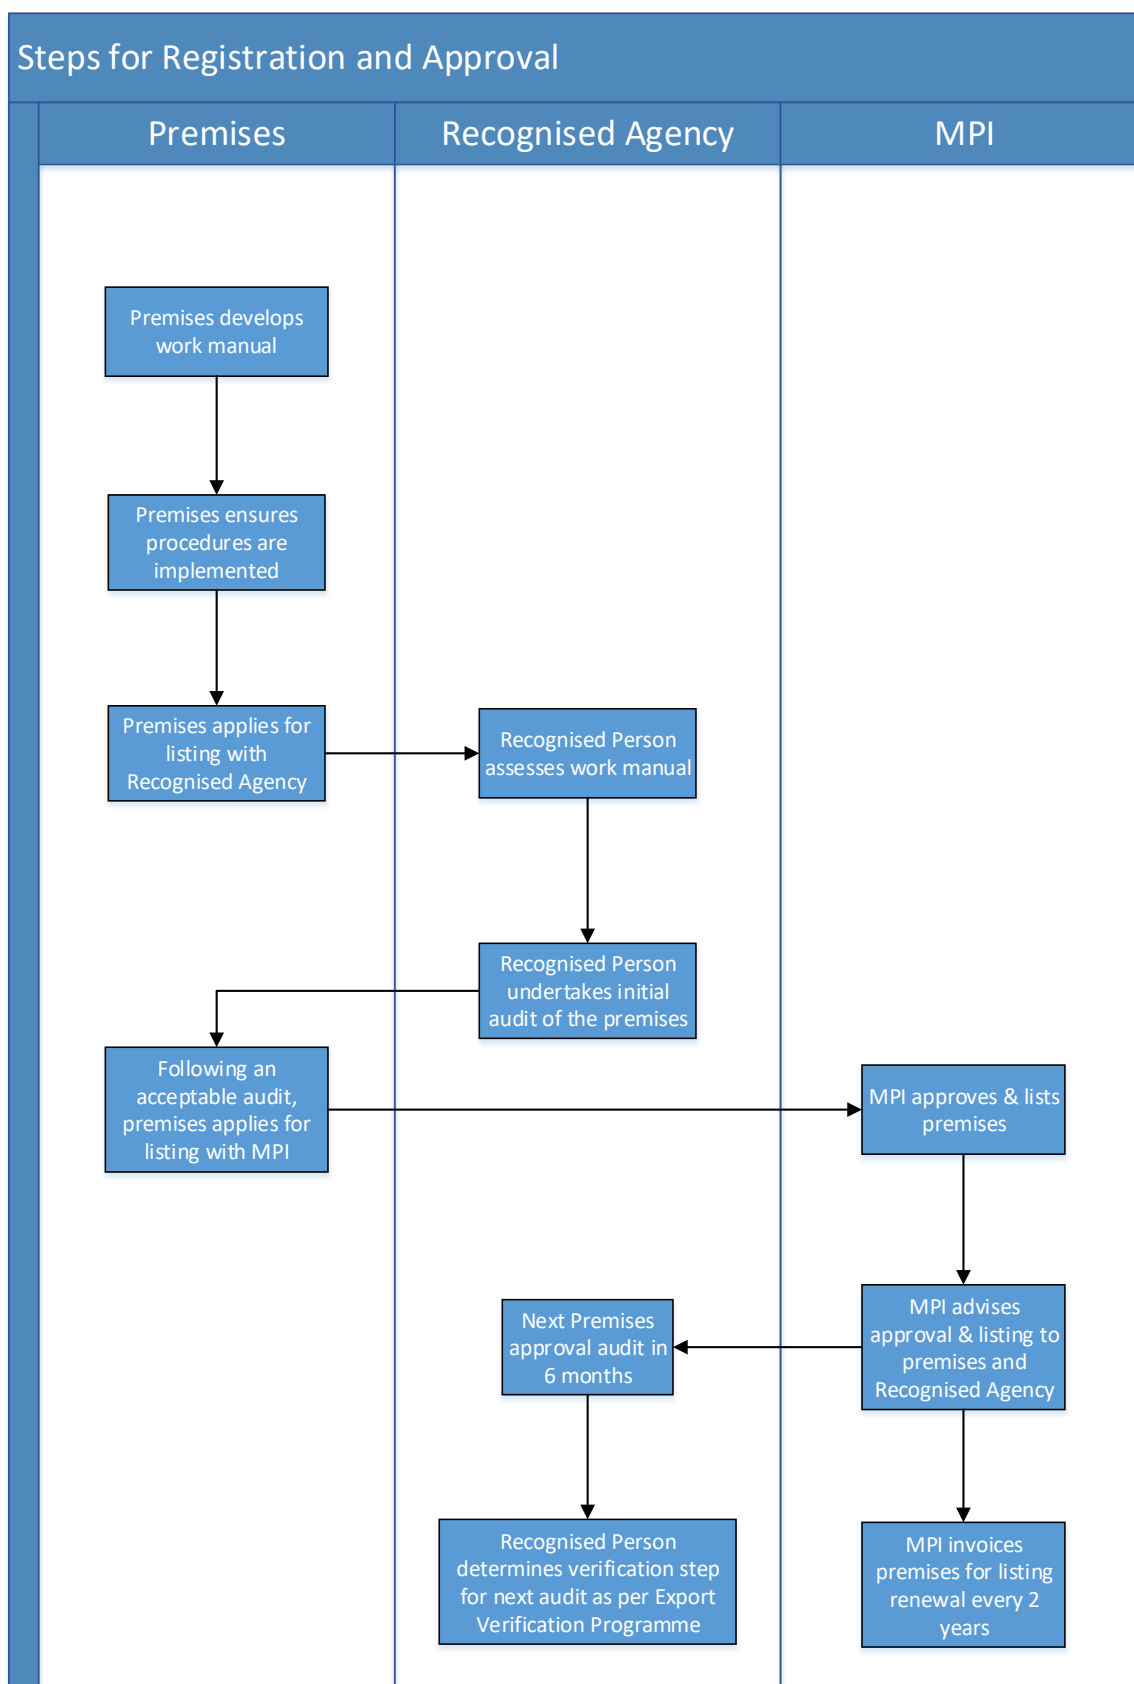 Steps for Registration and Approval
Premises
Recognised Agency
MPI
Premises develops
work manual
Premises ensures
procedures are
implemented
Premises applies for
listing with
Recognised Agency
Recognised Person
assesses work manual
Recognised Person
undertakes initial
audit of the premises
Following an
acceptable audit,
premises applies for
listing with MPI
MPI approves & lists
premises
MPI advises
approval & listing to
premises and
Recognised Agency
Next Premises
approval audit in
6 months
Recognised Person
determines verification step
for next audit as per Export
Verification Programme
MPI invoices
premises for listing
renewal every 2
years